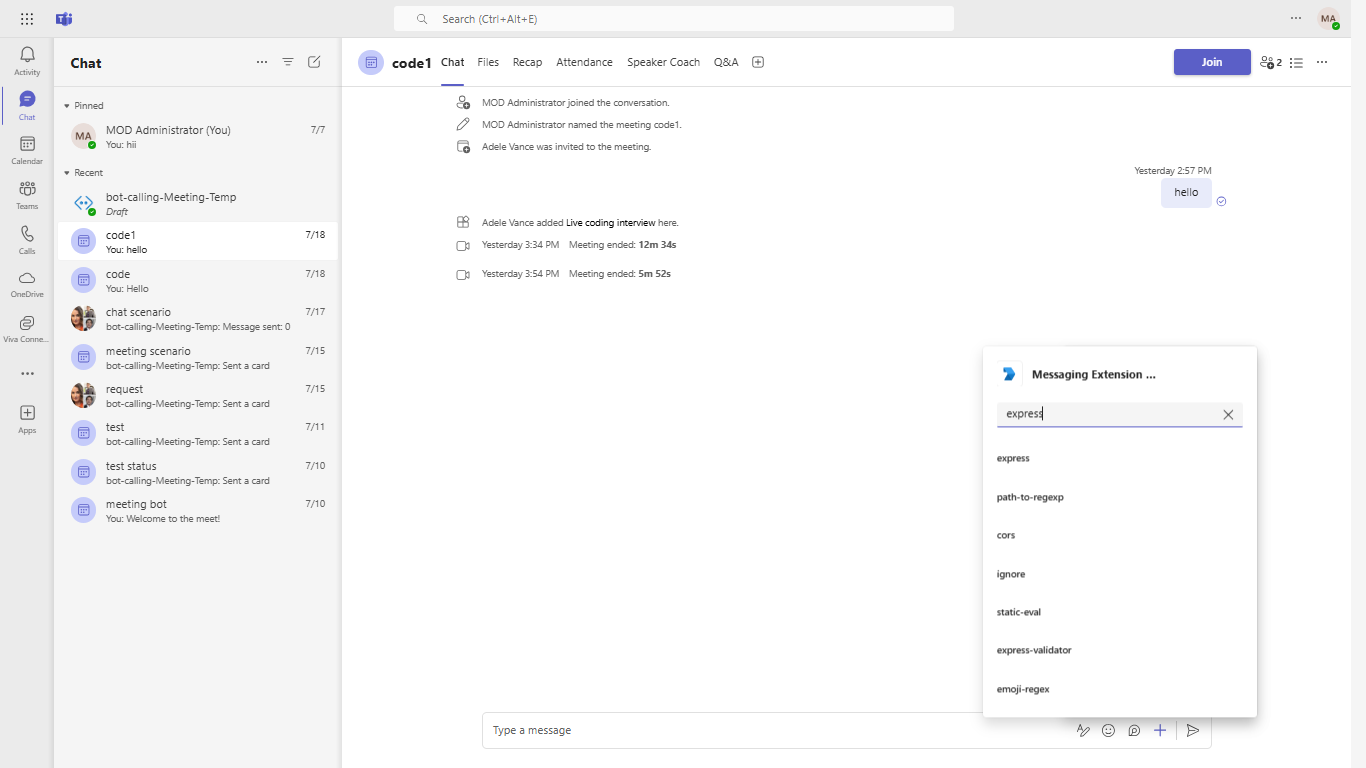 Search (Ctrl+Alt+E)
MA
Activity
Chat
Calendar
Teams
Calls
OneDrive
Viva Conne...
Apps
Chat
Pinned
MA
MOD Administrator (You)
7/7
You: hii
Recent
bot-calling-Meeting-Temp
Draft
code1
7/18
You: hello
code
7/18
You: Hello
chat scenario
7/17
bot-calling-Meeting-Temp: Message sent: 0
meeting scenario
7/15
bot-calling-Meeting-Temp: Sent a card
request
7/15
bot-calling-Meeting-Temp: Sent a card
test
7/11
bot-calling-Meeting-Temp: Sent a card
test status
7/10
bot-calling-Meeting-Temp: Sent a card
meeting bot
7/10
You: Welcome to the meet!
code1 Chat Files Recap Attendance Speaker Coach Q&A
Join
2
MOD Administrator joined the conversation.
MOD Administrator named the meeting code1.
Adele Vance was invited to the meeting.
Yesterday 2:57 PM
hello
Adele Vance added Live coding interview here.
Yesterday 3:34 PM Meeting ended: 12m 34s
Yesterday 3:54 PM Meeting ended: 5m 52s
Messaging Extension ...
express
express
path-to-regexp
cors
ignore
static-eval
express-validator
emoji-regex
Type a message